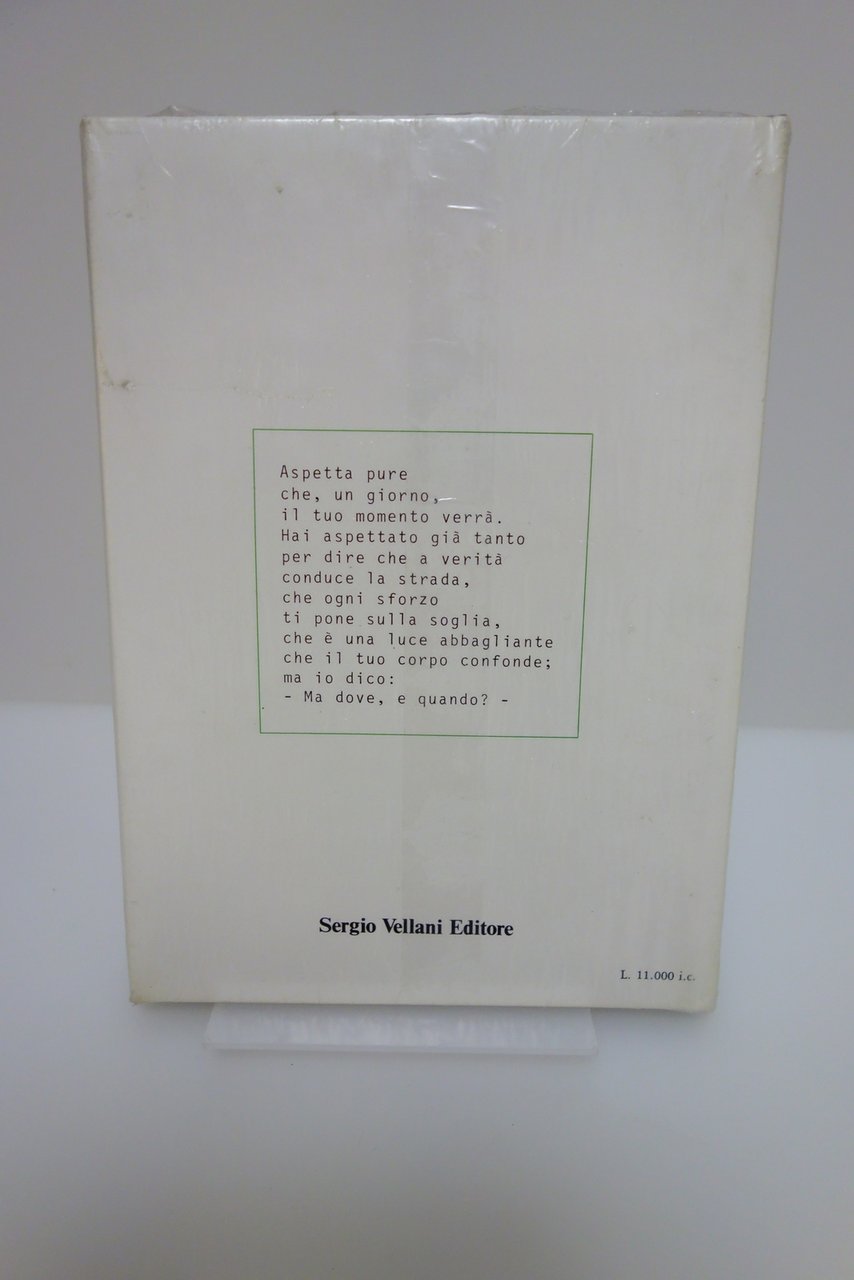 Aspetta pure
che, un giorno,
il tuo momento verrà.
Hai aspettato già tanto
per dire che a verità
conduce la strada,
che ogni sforzo
ti pone sulla soglia,
che è una luce abbagliante
che il tuo corpo confonde;
ma io dico:
- Ma dove, e quando? -
Sergio Vellani Editore
L. 11.000 i.c.